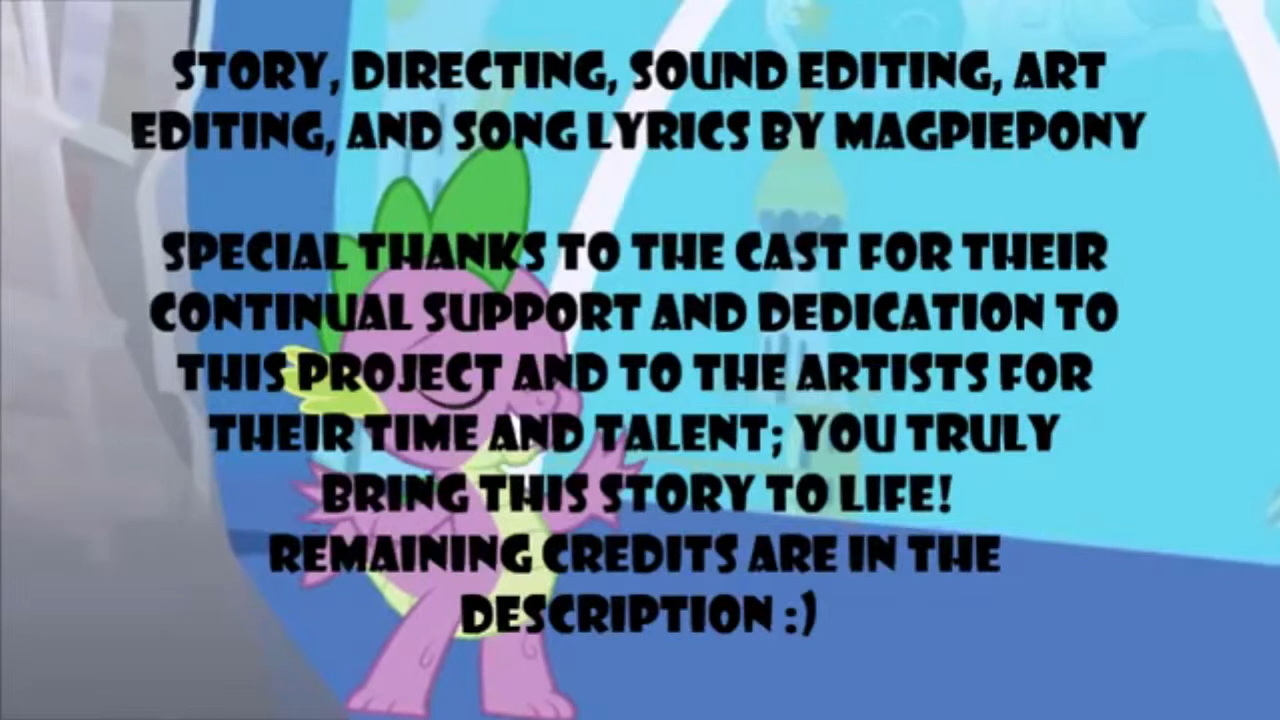 STORY, DIRECTING, SOUND EDITING, ART
EDITING, AND SONG LYRICS BY MAGPIEPONY
SPECIAL THANKS TO THE CAST FOR THEIR
CONTINUAL SUPPORT AND DEDICATION TO
THIS PROJECT AND TO THE ARTISTS FOR
THEIR TIME AND TALENT; YOU TRULY
BRING THIS STORY TO LIFE!
REMAINING CREDITS ARE IN THE
DESCRIPTION :)